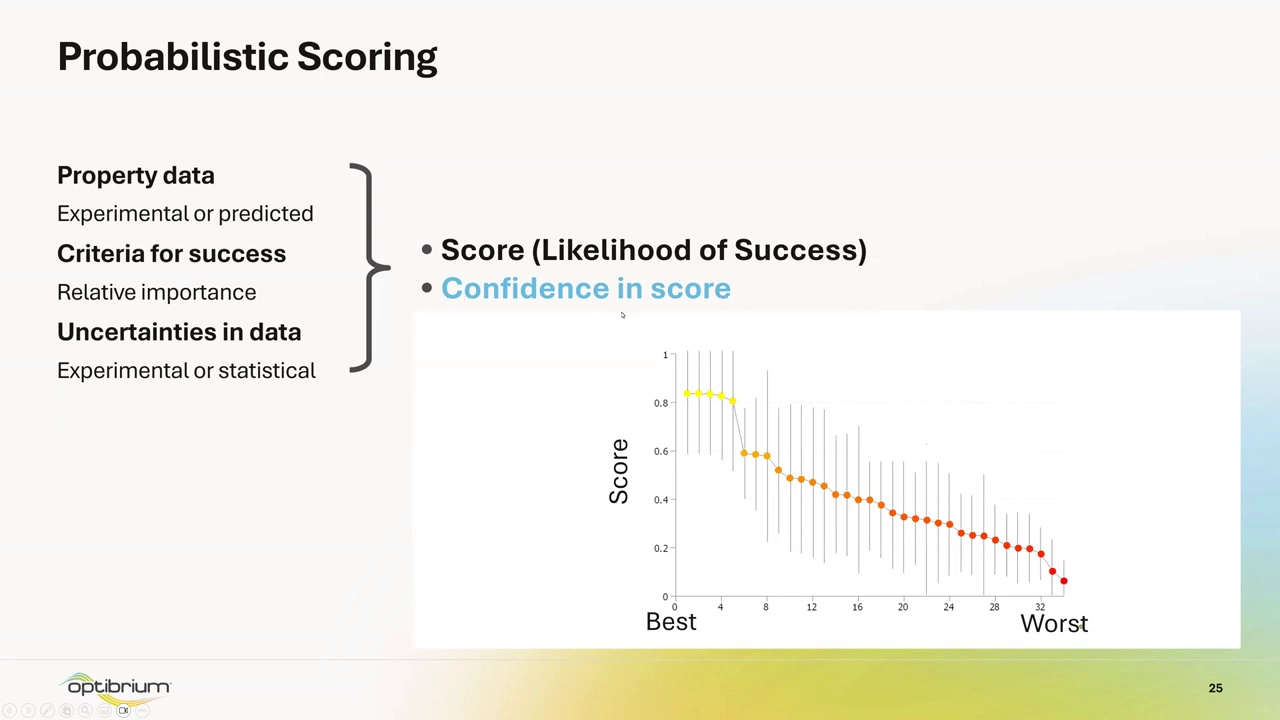 Probabilistic Scoring
Property data
Experimental or predicted
Criteria for success
Relative importance
Uncertainties in data
Experimental or statistical
• Score (Likelihood of Success)
• Confidence in score
Score
1
0.8
0.6
0.4
0.2
0
0 4 8 12 16 20 24 28 32
Best Worst
optibrium
25